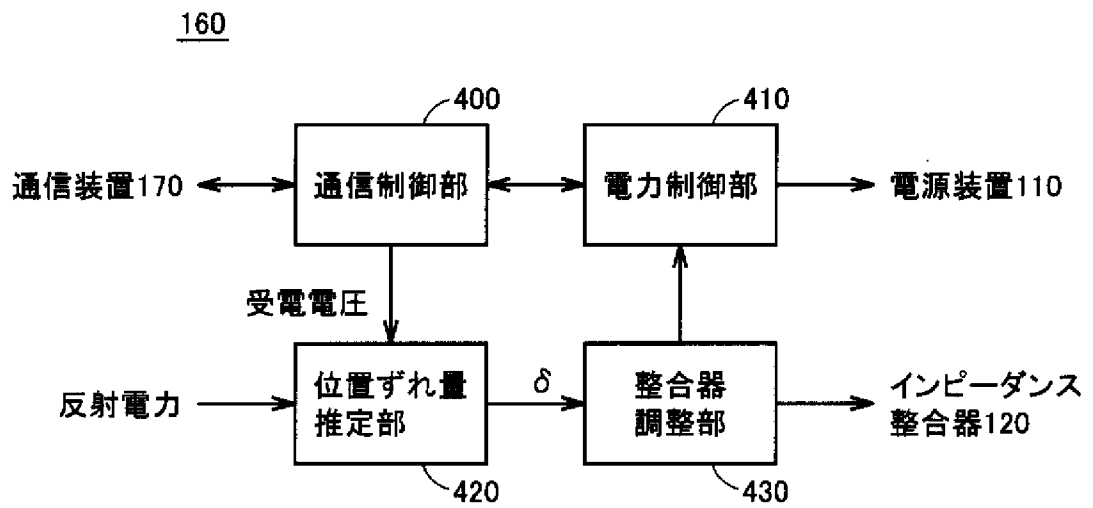 160
400
410
通信装置170
通信制御部
電力制御部
電源装置110
受電電圧
反射電力
位置ずれ量
推定部
δ
整合器
調整部
インピーダンス
整合器120
420
430